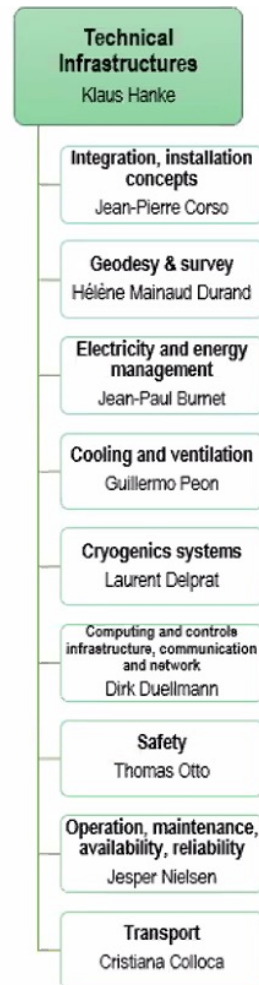 Technical
Infrastructures
Klaus Hanke
Integration, installation
concepts
Jean-Pierre Corso
Geodesy & survey
Hélène Mainaud Durand
Electricity and energy
management
Jean-Paul Burnet
Cooling and ventilation
Guillermo Peon
Cryogenics systems
Laurent Delprat
Computing and controls
infrastructure, communication
and network
Dirk Duellmann
Safety
Thomas Otto
Operation, maintenance,
availability, reliability
Jesper Nielsen
Transport
Cristiana Colloca